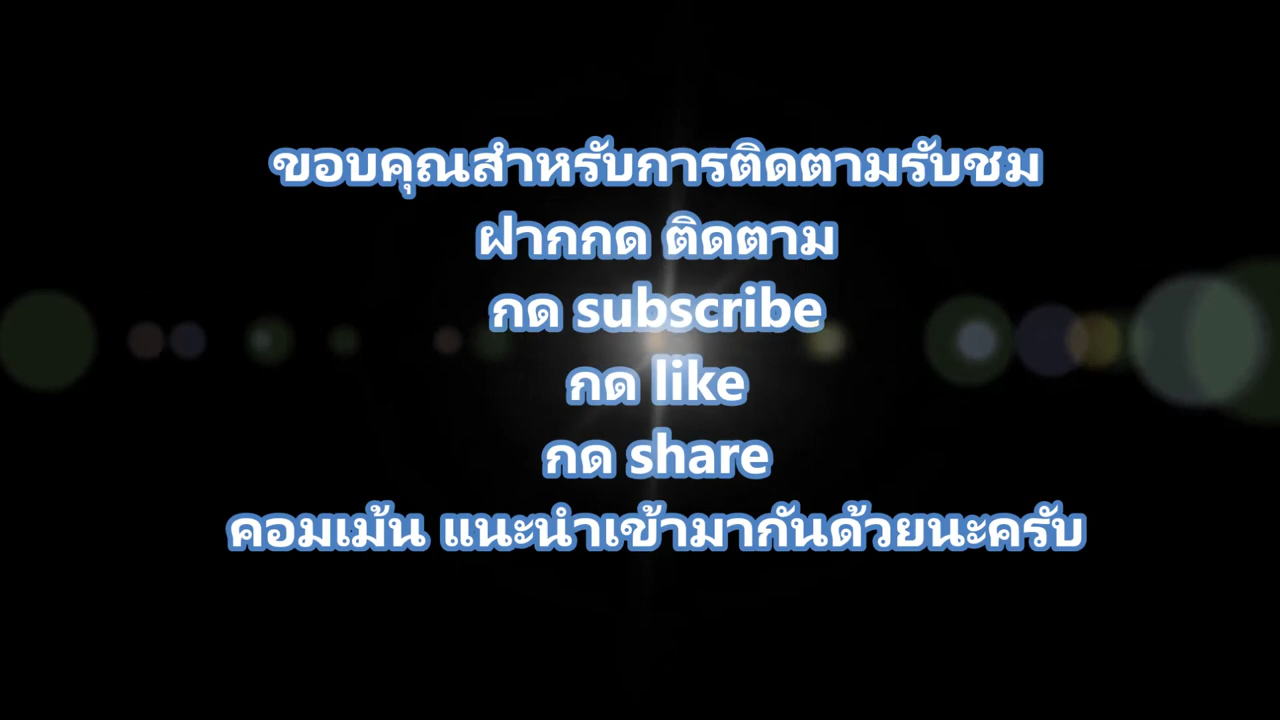 ขอบคุณสำหรับการติดตามรับชม
ฝากกด ติดตาม
กด subscribe
กด like
กด share
คอมเม้น แนะนำเข้ามากันด้วยนะครับ